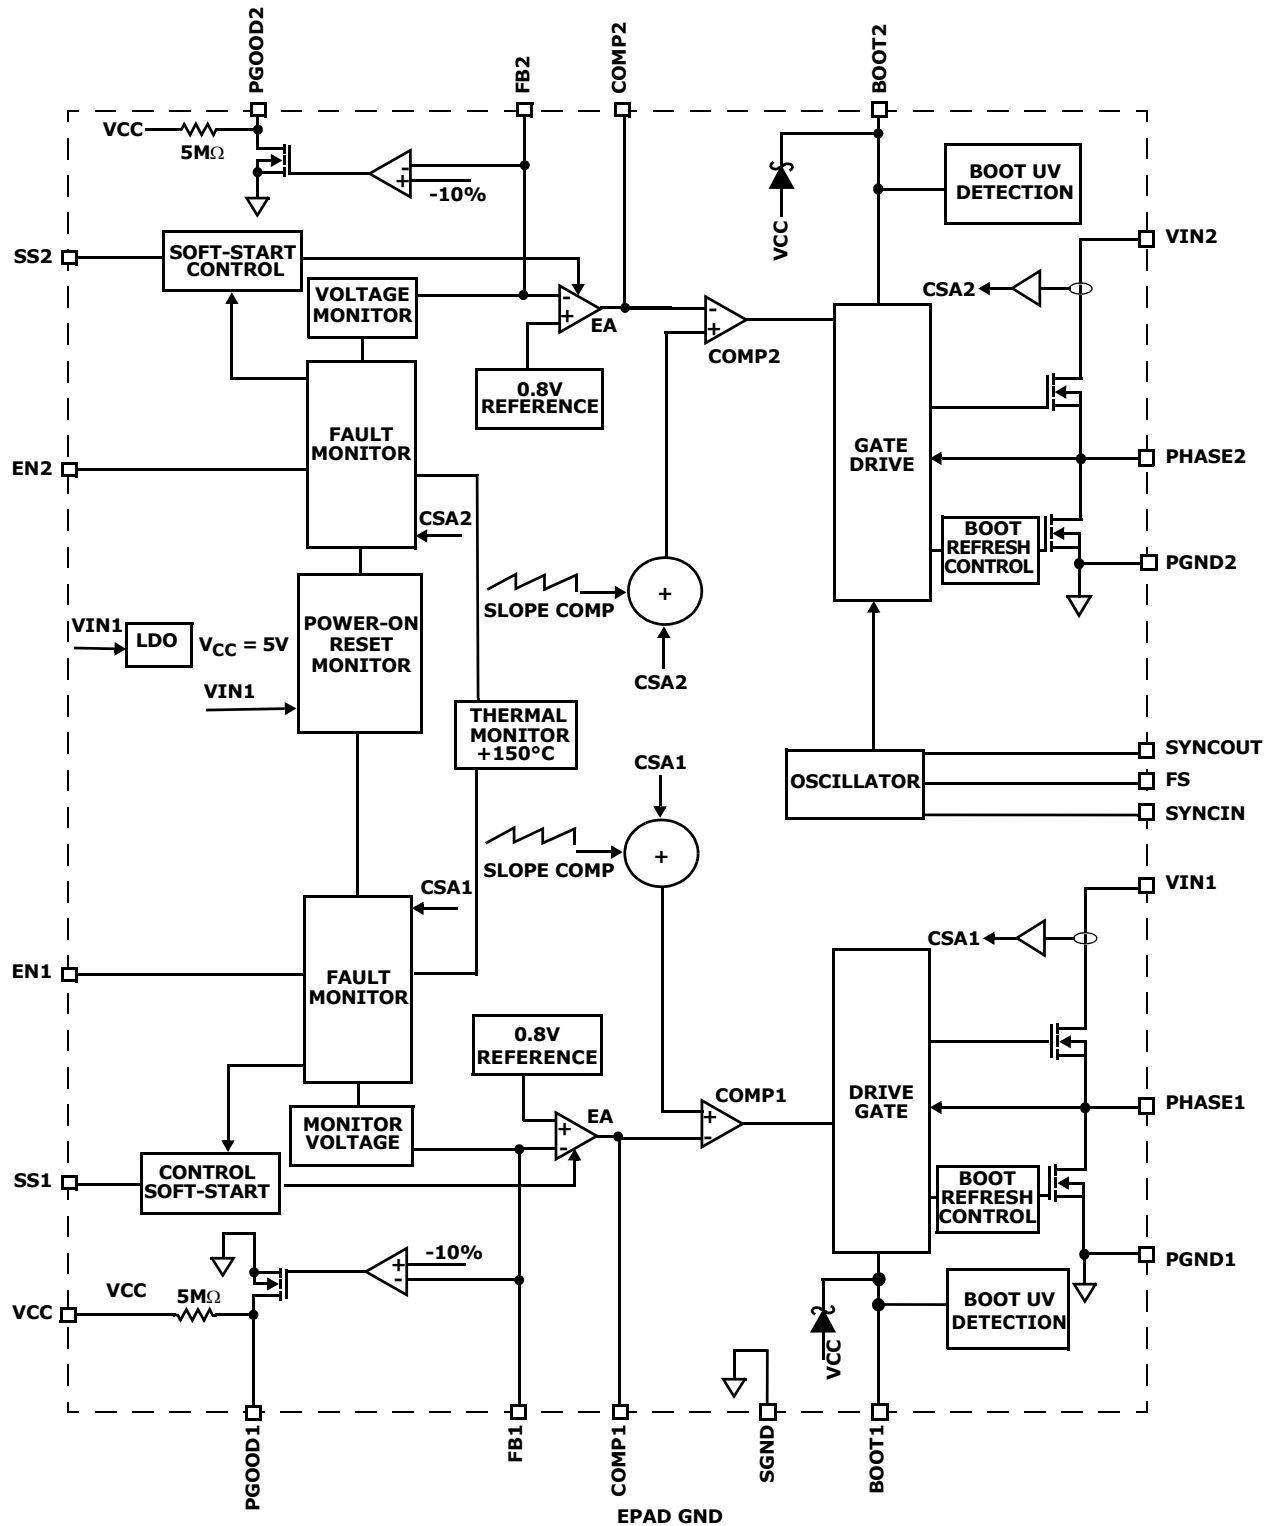 PGOOD2
FB2
COMP2
BOOT2
VCC
5MΩ
-
+
-10%
VCC
BOOT UV
DETECTION
SS2
SOFT-START
CONTROL
VIN2
VOLTAGE
MONITOR
-
+
EA
CSA2
-
+
COMP2
0.8V
REFERENCE
FAULT
MONITOR
GATE
DRIVE
EN2
PHASE2
CSA2
BOOT
REFRESH
CONTROL
PGND2
SLOPE COMP
+
CSA2
VIN1
LDO
VCC = 5V
POWER-ON
RESET
MONITOR
VIN1
THERMAL
MONITOR
+150°C
SYNCOUT
OSCILLATOR
FS
SYNCIN
CSA1
SLOPE COMP
+
VIN1
CSA1
CSA1
EN1
FAULT
MONITOR
0.8V
REFERENCE
DRIVE
GATE
PHASE1
MONITOR
VOLTAGE
+
-
EA
COMP1
+
-
SS1
CONTROL
SOFT-START
BOOT
REFRESH
CONTROL
PGND1
-10%
+
-
VCC
VCC
5MΩ
VCC
BOOT UV
DETECTION
PGOOD1
FB1
COMP1
SGND
BOOT1
EPAD GND